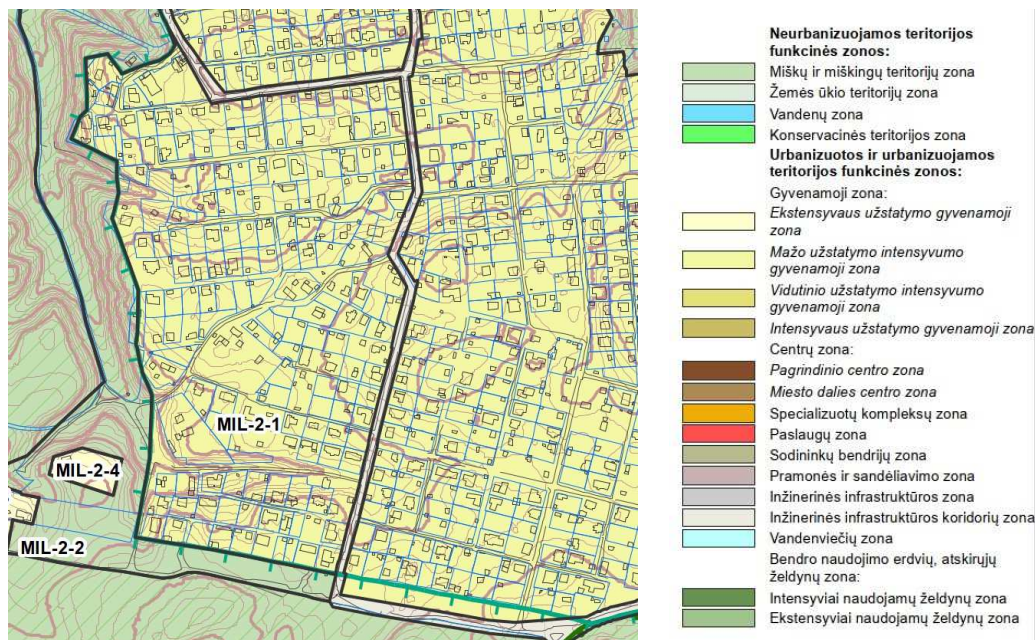 MIL-2-1
MIL-2-4
MIL-2-2
Neurbanizuojamos teritorijos
funkcinės zonos:
Miškų ir miškingų teritorijų zona
Žemės ūkio teritorijų zona
Vandenų zona
Konservacinės teritorijos zona
Urbanizuotos ir urbanizuojamos
teritorijos funkcinės zonos:
Gyvenamoji zona:
Ekstensyvaus užstatymo gyvenamoji
zona
Mažo užstatymo intensyvumo
gyvenamoji zona
Vidutinio užstatymo intensyvumo
gyvenamoji zona
Intensyvaus užstatymo gyvenamoji zona
Centrų zona:
Pagrindinio centro zona
Miesto dalies centro zona
Specializuotų kompleksų zona
Paslaugų zona
Sodininkų bendrijų zona
Pramonės ir sandėliavimo zona
Inžinerinės infrastruktūros zona
Inžinerinės infrastruktūros koridorių zona
Vandenviečių zona
Bendro naudojimo erdvių, atskirųjų
želdynų zona:
Intensyviai naudojamų želdynų zona
Ekstensyviai naudojamų želdynų zona